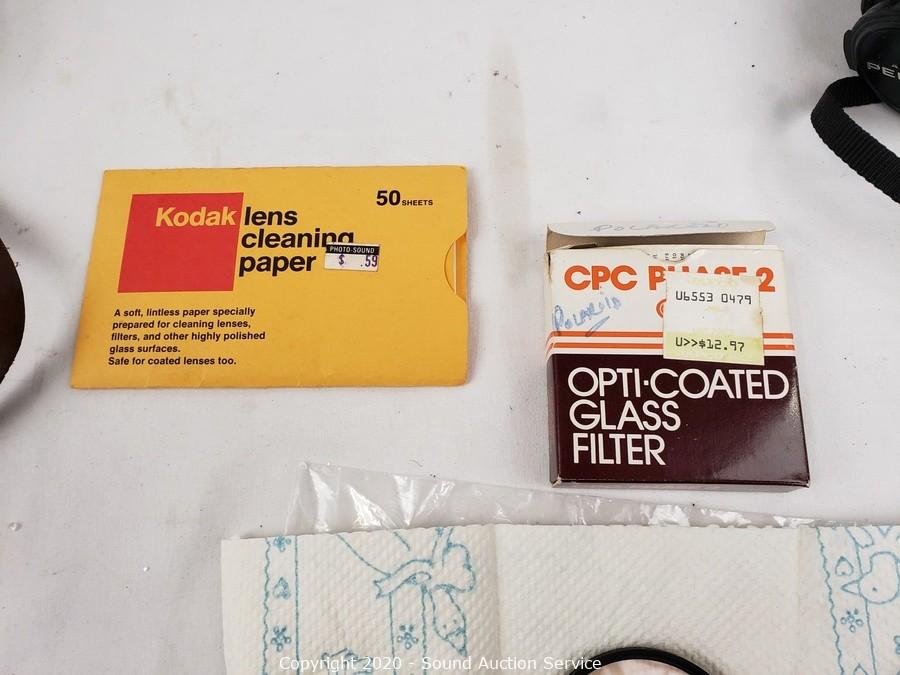 50 SHEETS
Kodak lens
cleaning
paper
PHOTO-SOUND
$ .59
A soft, lintless paper specially
prepared for cleaning lenses,
filters, and other highly polished
glass surfaces.
Safe for coated lenses too.
POLAROID
CPC PHASE 2
POLAROID
U6553 0479
U>>$12.97
OPTI-COATED
GLASS
FILTER
Copyright 2020 - Sound Auction Service